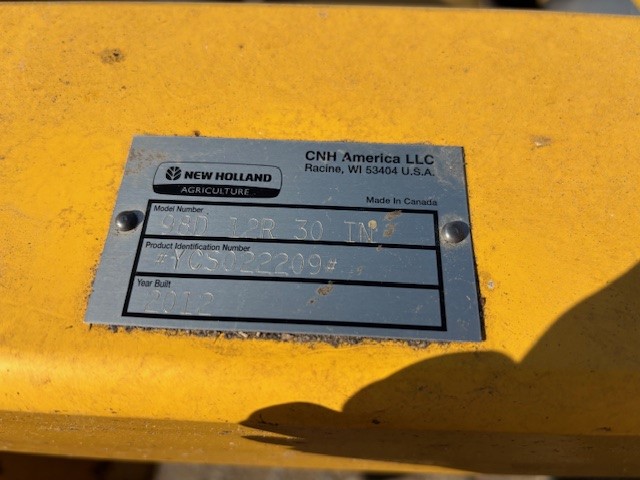 NEW HOLLAND
AGRICULTURE
CNH America LLC
Racine, WI 53404 U.S.A.
Made in Canada
Model Number
98D 12R 30 IN
Product Identification Number
#YCS022209#
Year Built
2012